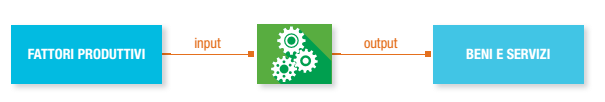 FATTORI PRODUTTIVI
input
output
BENI E SERVIZI